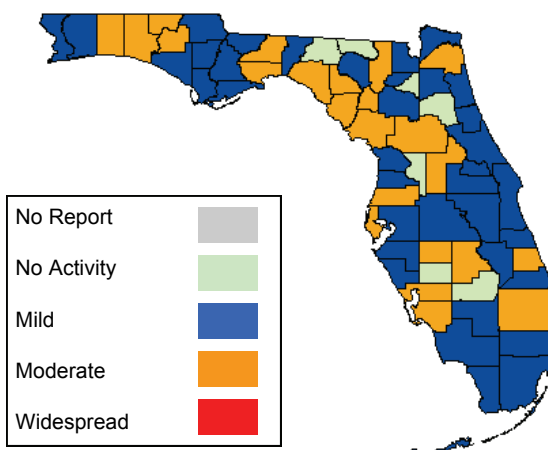 No Report
No Activity
Mild
Moderate
Widespread